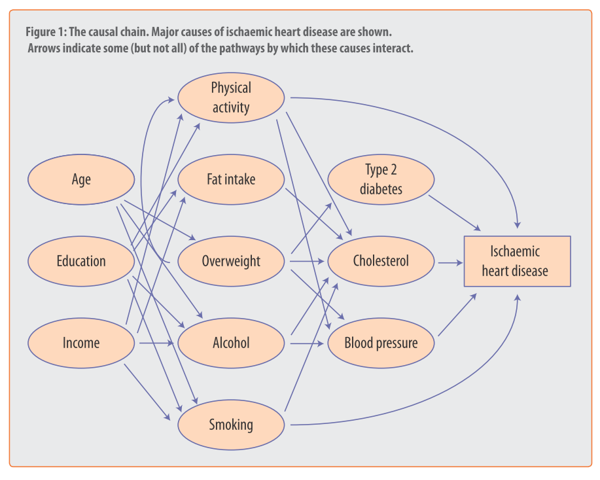 Figure 1: The causal chain. Major causes of ischaemic heart disease are shown.
Arrows indicate some (but not all) of the pathways by which these causes interact.
Physical
activity
Age
Fat intake
Type 2
diabetes
Education
Overweight
Cholesterol
Ischaemic
heart disease
Income
Alcohol
Blood pressure
Smoking